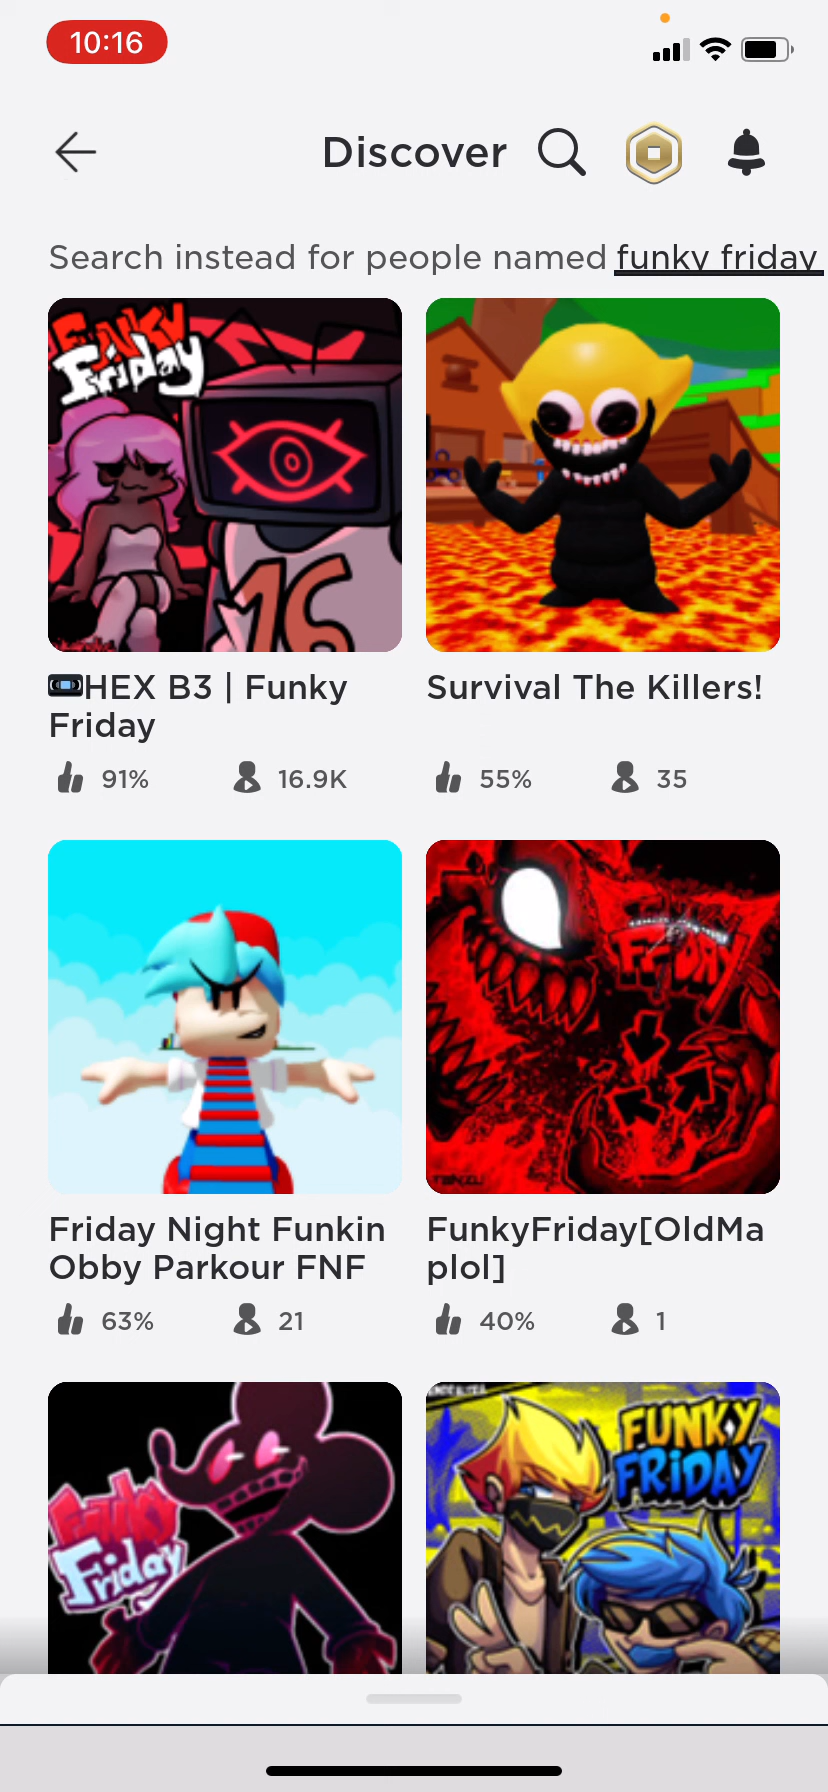 10:16
Discover
Search instead for people named funky friday
FUNKY
Friday
16
HEX B3 | Funky
Friday
91%
16.9K
Survival The Killers!
55%
35
FUNKY
FRiDAY
Friday Night Funkin
Obby Parkour FNF
63%
21
FunkyFriday[OldMa
plol]
40%
1
Funky
Friday
FUNKY
FRiDAY